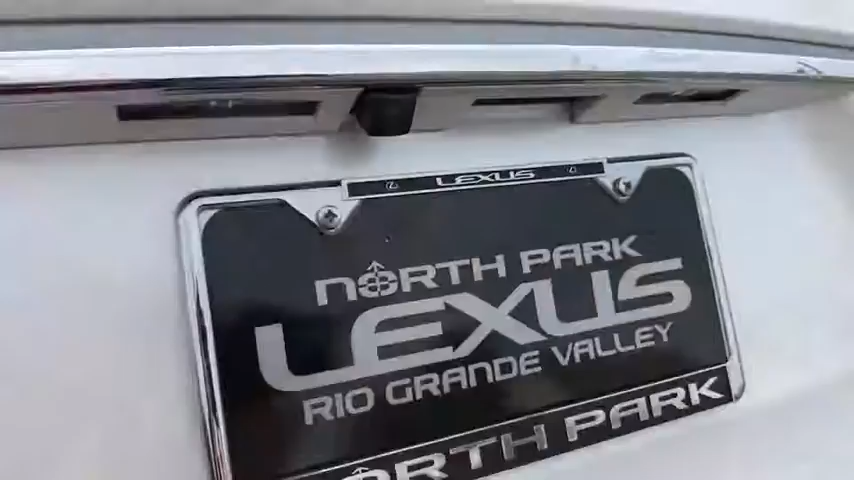 LEXUS
NORTH PARK
LEXUS
RIO GRANDE VALLEY
NORTH PARK